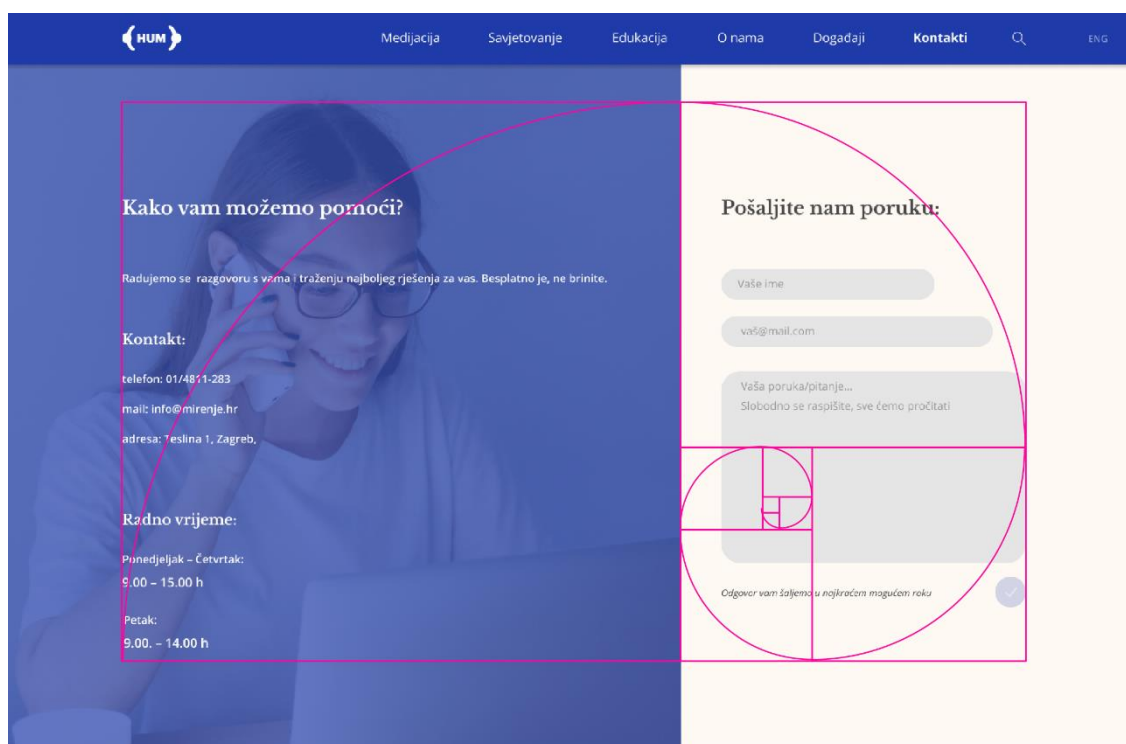 HUM
Medijacija Savjetovanje Edukacija O nama Događaji Kontakti ENG
Kako vam možemo pomoći?
Radujemo se razgovoru s vama i traženju najboljeg rješenja za vas. Besplatno je, ne brinite.
Kontakt:
telefon: 01/4811-283
mail: info@mirenje.hr
adresa: Teslina 1, Zagreb,
Radno vrijeme:
Ponedjeljak – Četvrtak:
9.00 – 15.00 h
Petak:
9.00. – 14.00 h
Pošaljite nam poruku:
Vaše ime
vaš@mail.com
Vaša poruka/pitanje...
Slobodno se raspišite, sve ćemo pročitati
Odgovor vam šaljemo u najkraćem mogućem roku